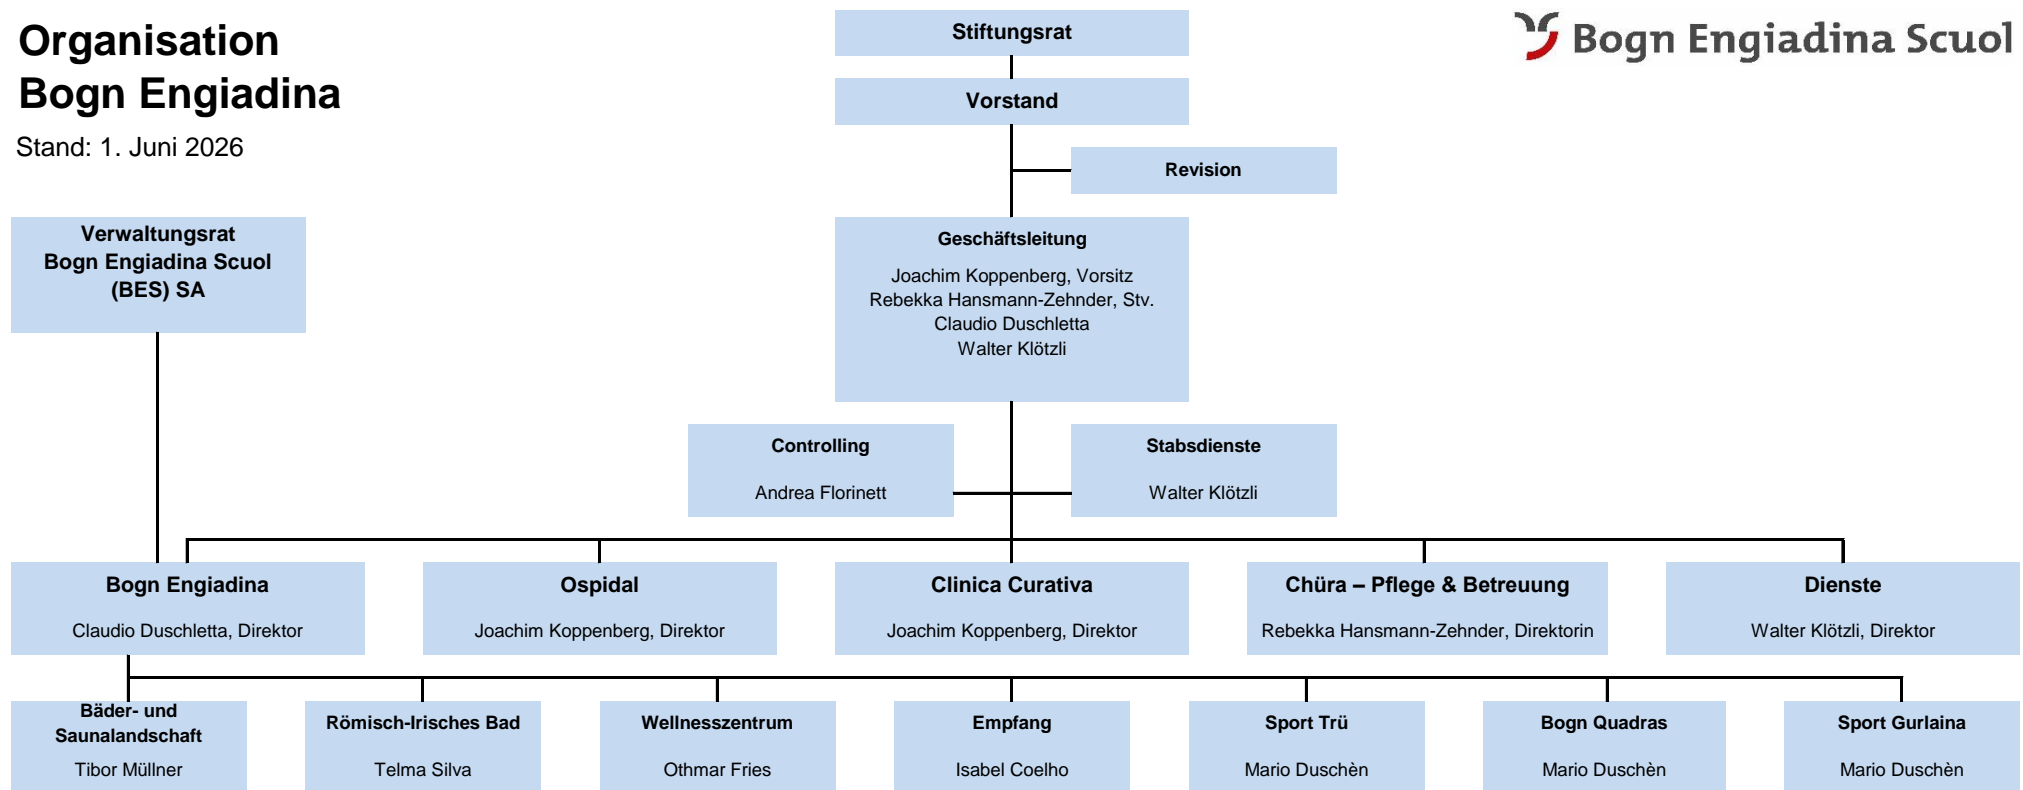 Organisation
Bogn Engiadina
Stand: 1. Juni 2026
Bogn Engiadina Scuol
Stiftungsrat
Vorstand
Revision
Verwaltungsrat
Bogn Engiadina Scuol
(BES) SA
Geschäftsleitung
Joachim Koppenberg, Vorsitz
Rebekka Hansmann-Zehnder, Stv.
Claudio Duschletta
Walter Klötzli
Controlling
Andrea Florinett
Stabsdienste
Walter Klötzli
Bogn Engiadina
Claudio Duschletta, Direktor
Ospidal
Joachim Koppenberg, Direktor
Clinica Curativa
Joachim Koppenberg, Direktor
Chüra – Pflege & Betreuung
Rebekka Hansmann-Zehnder, Direktorin
Dienste
Walter Klötzli, Direktor
Bäder- und
Saunalandschaft
Tibor Müllner
Römisch-Irisches Bad
Telma Silva
Wellnesszentrum
Othmar Fries
Empfang
Isabel Coelho
Sport Trü
Mario Duschèn
Bogn Quadras
Mario Duschèn
Sport Gurlaina
Mario Duschèn